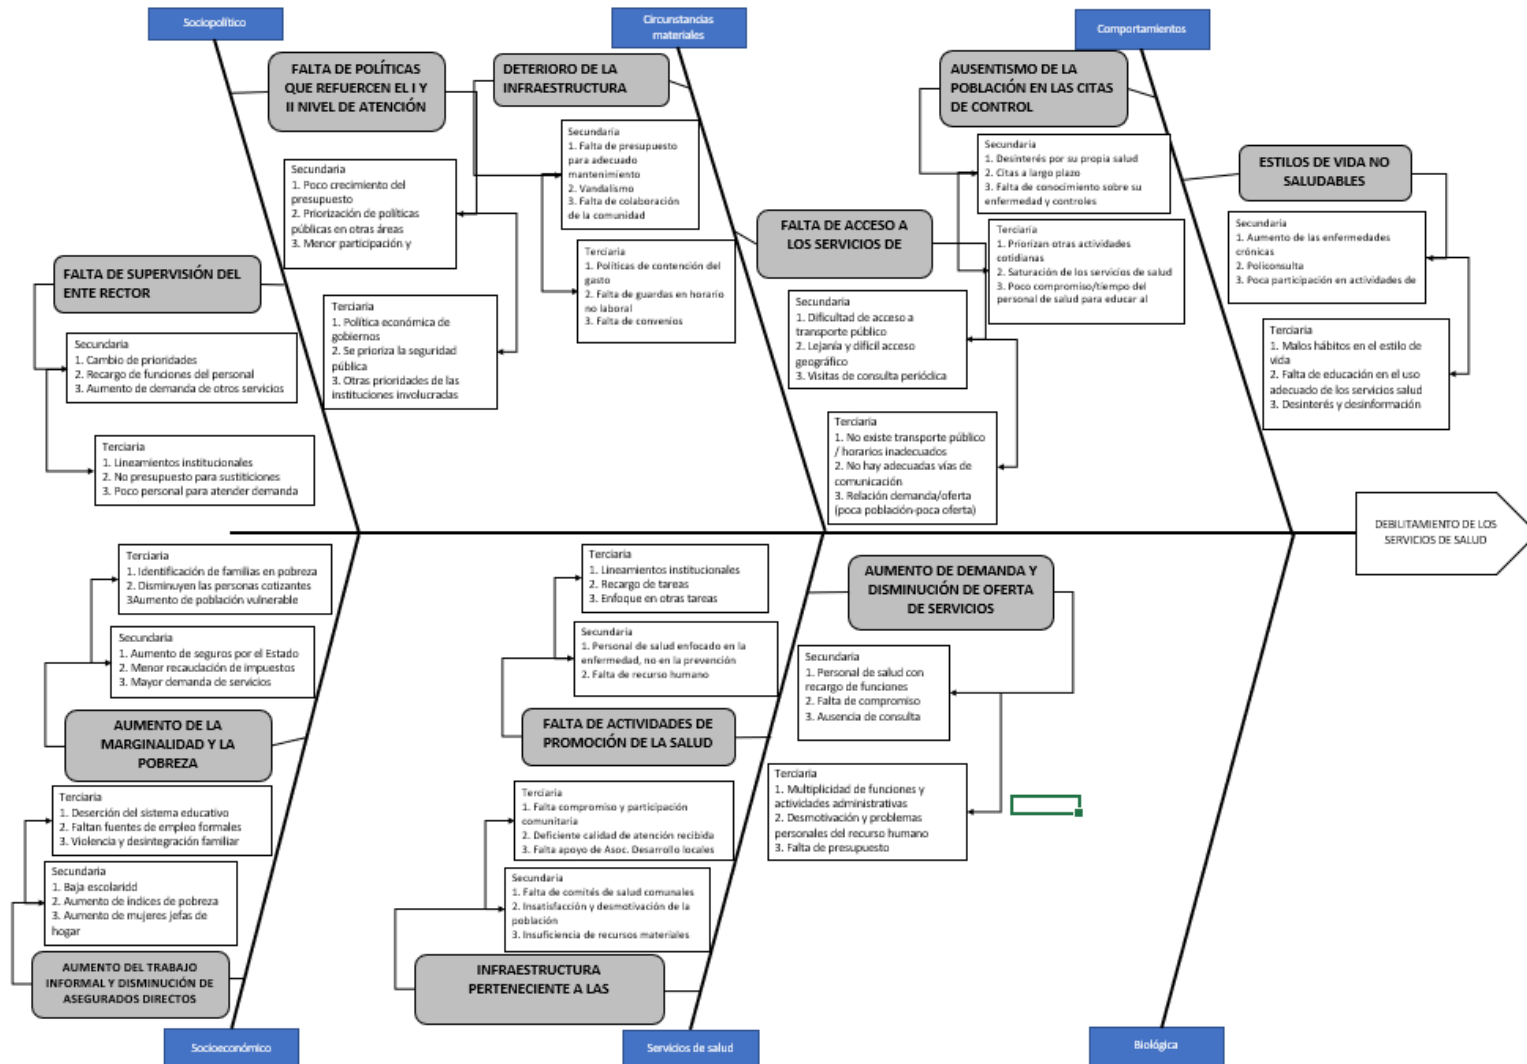 Sociopolítico
Circunstancias
materiales
Comportamientos
FALTA DE POLÍTICAS
QUE REFUERCEN EL I Y
II NIVEL DE ATENCIÓN
Secundaria
1. Poco crecimiento del
presupuesto
2. Priorización de políticas
públicas en otras áreas
3. Menor participación y
Terciaria
1. Política económica de
gobiernos
2. Se prioriza la seguridad
pública
3. Otras prioridades de las
instituciones involucradas
FALTA DE SUPERVISIÓN DEL
ENTE RECTOR
Secundaria
1. Cambio de prioridades
2. Recargo de funciones del personal
3. Aumento de demanda de otros servicios
Terciaria
1. Lineamientos institucionales
2. No presupuesto para sustiticiones
3. Poco personal para atender demanda
DETERIORO DE LA
INFRAESTRUCTURA
Secundaria
1. Falta de presupuesto
para adecuado
mantenimiento
2. Vandalismo
3. Falta de colaboración
de la comunidad
Terciaria
1. Políticas de contención del
gasto
2. Falta de guardas en horario
no laboral
3. Falta de convenios
FALTA DE ACCESO A
LOS SERVICIOS DE
Secundaria
1. Dificultad de acceso a
transporte público
2. Lejanía y difícil acceso
geográfico
3. Visitas de consulta periódica
Terciaria
1. No existe transporte público
/ horarios inadecuados
2. No hay adecuadas vías de
comunicación
3. Relación demanda/oferta
(poca población-poca oferta)
AUSENTISMO DE LA
POBLACIÓN EN LAS CITAS
DE CONTROL
Secundaria
1. Desinterés por su propia salud
2. Citas a largo plazo
3. Falta de conocimiento sobre su
enfermedad y controles
Terciaria
1. Priorizan otras actividades
cotidianas
2. Saturación de los servicios de salud
3. Poco compromiso/tiempo del
personal de salud para educar al
ESTILOS DE VIDA NO
SALUDABLES
Secundaria
1. Aumento de las enfermedades
crónicas
2. Policonsulta
3. Poca participación en actividades de
Terciaria
1. Malos hábitos en el estilo de
vida
2. Falta de educación en el uso
adecuado de los servicios salud
3. Desinterés y desinformación
DEBILITAMIENTO DE LOS
SERVICIOS DE SALUD
Terciaria
1. Identificación de familias en pobreza
2. Disminuyen las personas cotizantes
3Aumento de población vulnerable
Secundaria
1. Aumento de seguros por el Estado
2. Menor recaudación de impuestos
3. Mayor demanda de servicios
AUMENTO DE LA
MARGINALIDAD Y LA
POBREZA
Terciaria
1. Deserción del sistema educativo
2. Faltan fuentes de empleo formales
3. Violencia y desintegración familiar
Secundaria
1. Baja escolaridd
2. Aumento de índices de pobreza
3. Aumento de mujeres jefas de
hogar
AUMENTO DEL TRABAJO
INFORMAL Y DISMINUCIÓN DE
ASEGURADOS DIRECTOS
Terciaria
1. Lineamientos institucionales
2. Recargo de tareas
3. Enfoque en otras tareas
Secundaria
1. Personal de salud enfocado en la
enfermedad, no en la prevención
2. Falta de recurso humano
FALTA DE ACTIVIDADES DE
PROMOCIÓN DE LA SALUD
Terciaria
1. Falta compromiso y participación
comunitaria
2. Deficiente calidad de atención recibida
3. Falta apoyo de Asoc. Desarrollo locales
Secundaria
1. Falta de comités de salud comunales
2. Insatisfacción y desmotivación de la
población
3. Insuficiencia de recursos materiales
INFRAESTRUCTURA
PERTENECIENTE A LAS
AUMENTO DE DEMANDA Y
DISMINUCIÓN DE OFERTA
DE SERVICIOS
Secundaria
1. Personal de salud con
recargo de funciones
2. Falta de compromiso
3. Ausencia de consulta
Terciaria
1. Multiplicidad de funciones y
actividades administrativas
2. Desmotivación y problemas
personales del recurso humano
3. Falta de presupuesto
Socioeconómico
Servicios de salud
Biológica